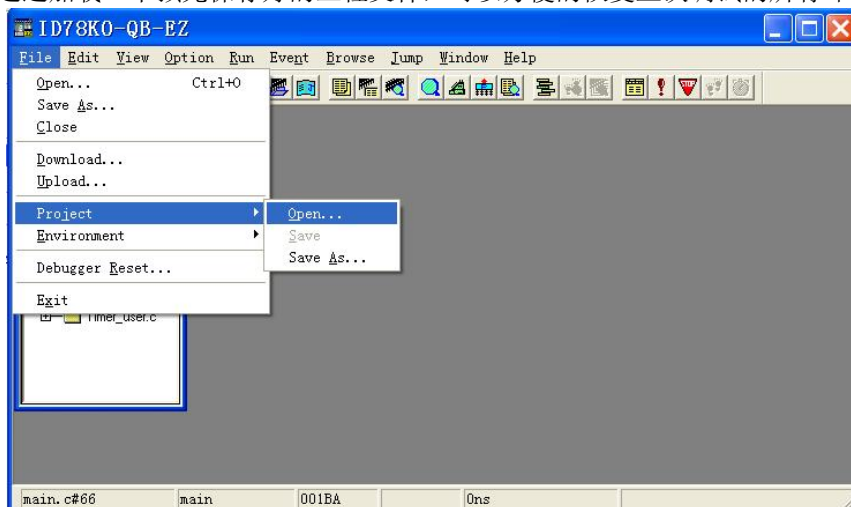 ID78K0-QB-EZ
File Edit View Option Run Event Browse Jump Window Help
Open... Ctrl+O
Save As...
Close
Download...
Upload...
Project Open...
Environment Save
Save As...
Debugger Reset...
Exit
Timer_user.c
main.c#66 main 001BA 0ns